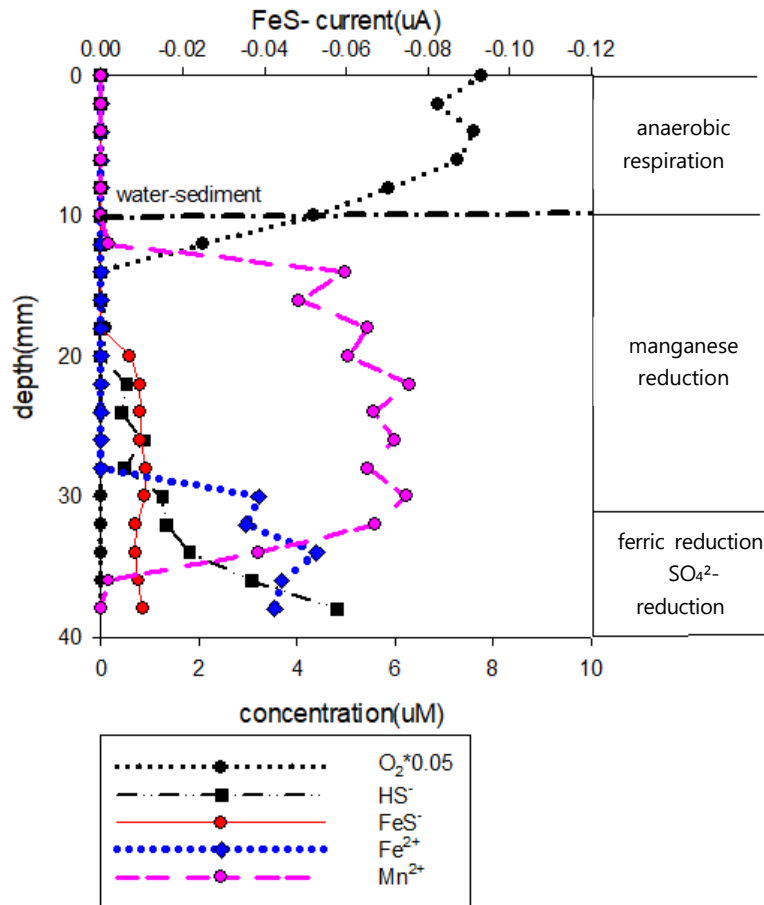 FeS- current(uA)
0.00 -0.02 -0.04 -0.06 -0.08 -0.10 -0.12
0
10
20
30
40
depth(mm)
water-sediment
anaerobic
respiration
manganese
reduction
ferric reduction
SO₄²-
reduction
0 2 4 6 8 10
concentration(uM)
O₂*0.05
HS⁻
FeS⁻
Fe²⁺
Mn²⁺